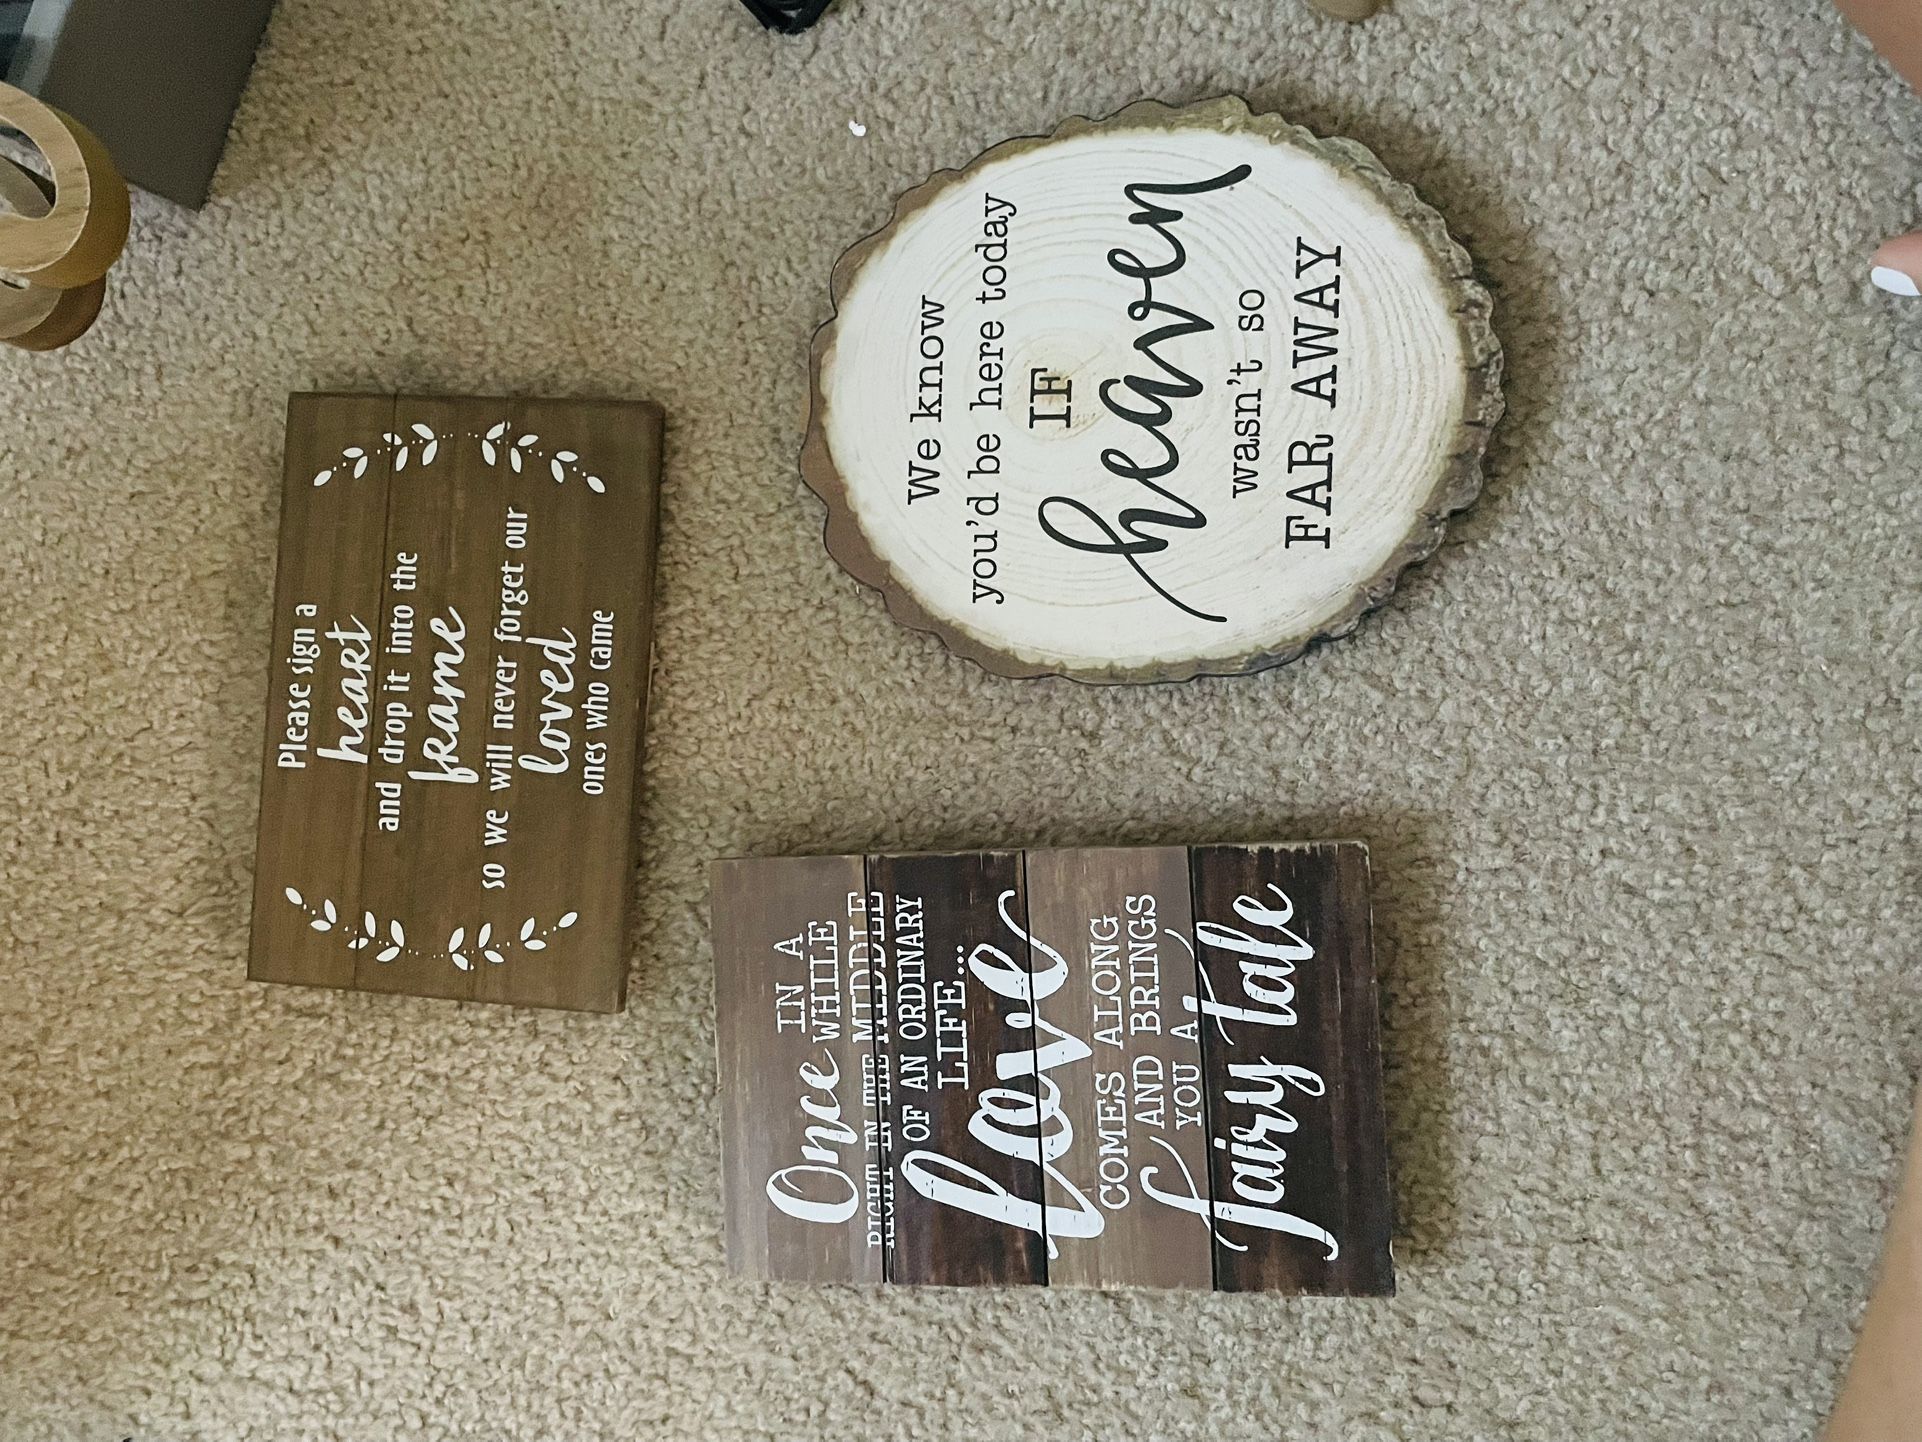 Please sign a
heart
and drop it into the
frame
so we will never forget our
loved
ones who came
We know
you'd be here today
IF
heaven
wasn't so
FAR AWAY
Once IN A WHILE
RIGHT IN THE MIDDLE
OF AN ORDINARY
LIFE...
love
COMES ALONG
AND BRINGS
YOU A
fairy tale